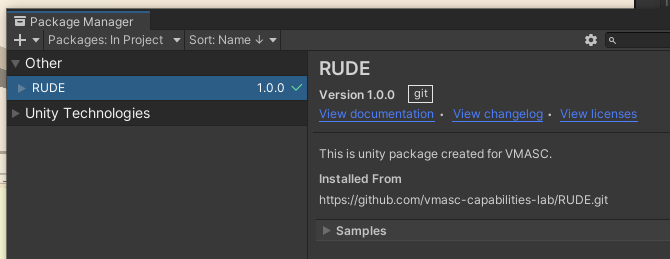 Package Manager
Packages: In Project
Sort: Name ↓
Other
RUDE 1.0.0
Unity Technologies
RUDE
Version 1.0.0 git
View documentation • View changelog • View licenses
This is unity package created for VMASC.
Installed From
https://github.com/vmasc-capabilities-lab/RUDE.git
Samples